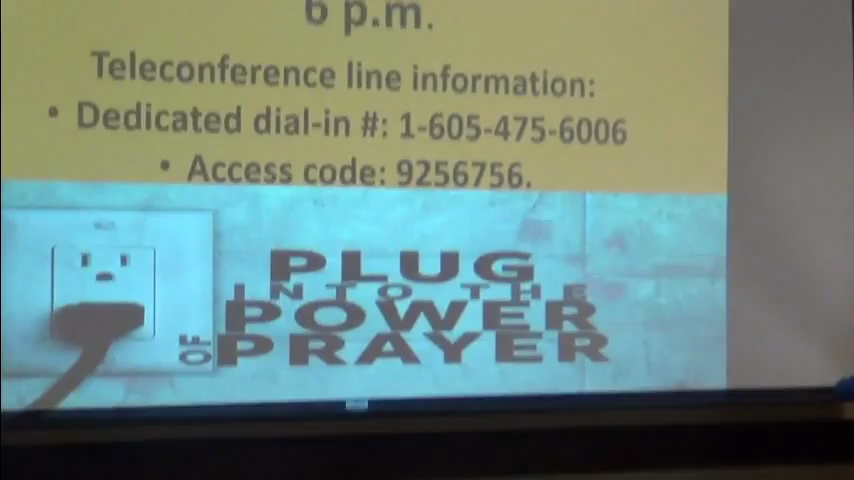 6 p.m.
Teleconference line information:
• Dedicated dial-in #: 1-605-475-6006
• Access code: 9256756.
PLUG
INTO THE
POWER
OF PRAYER